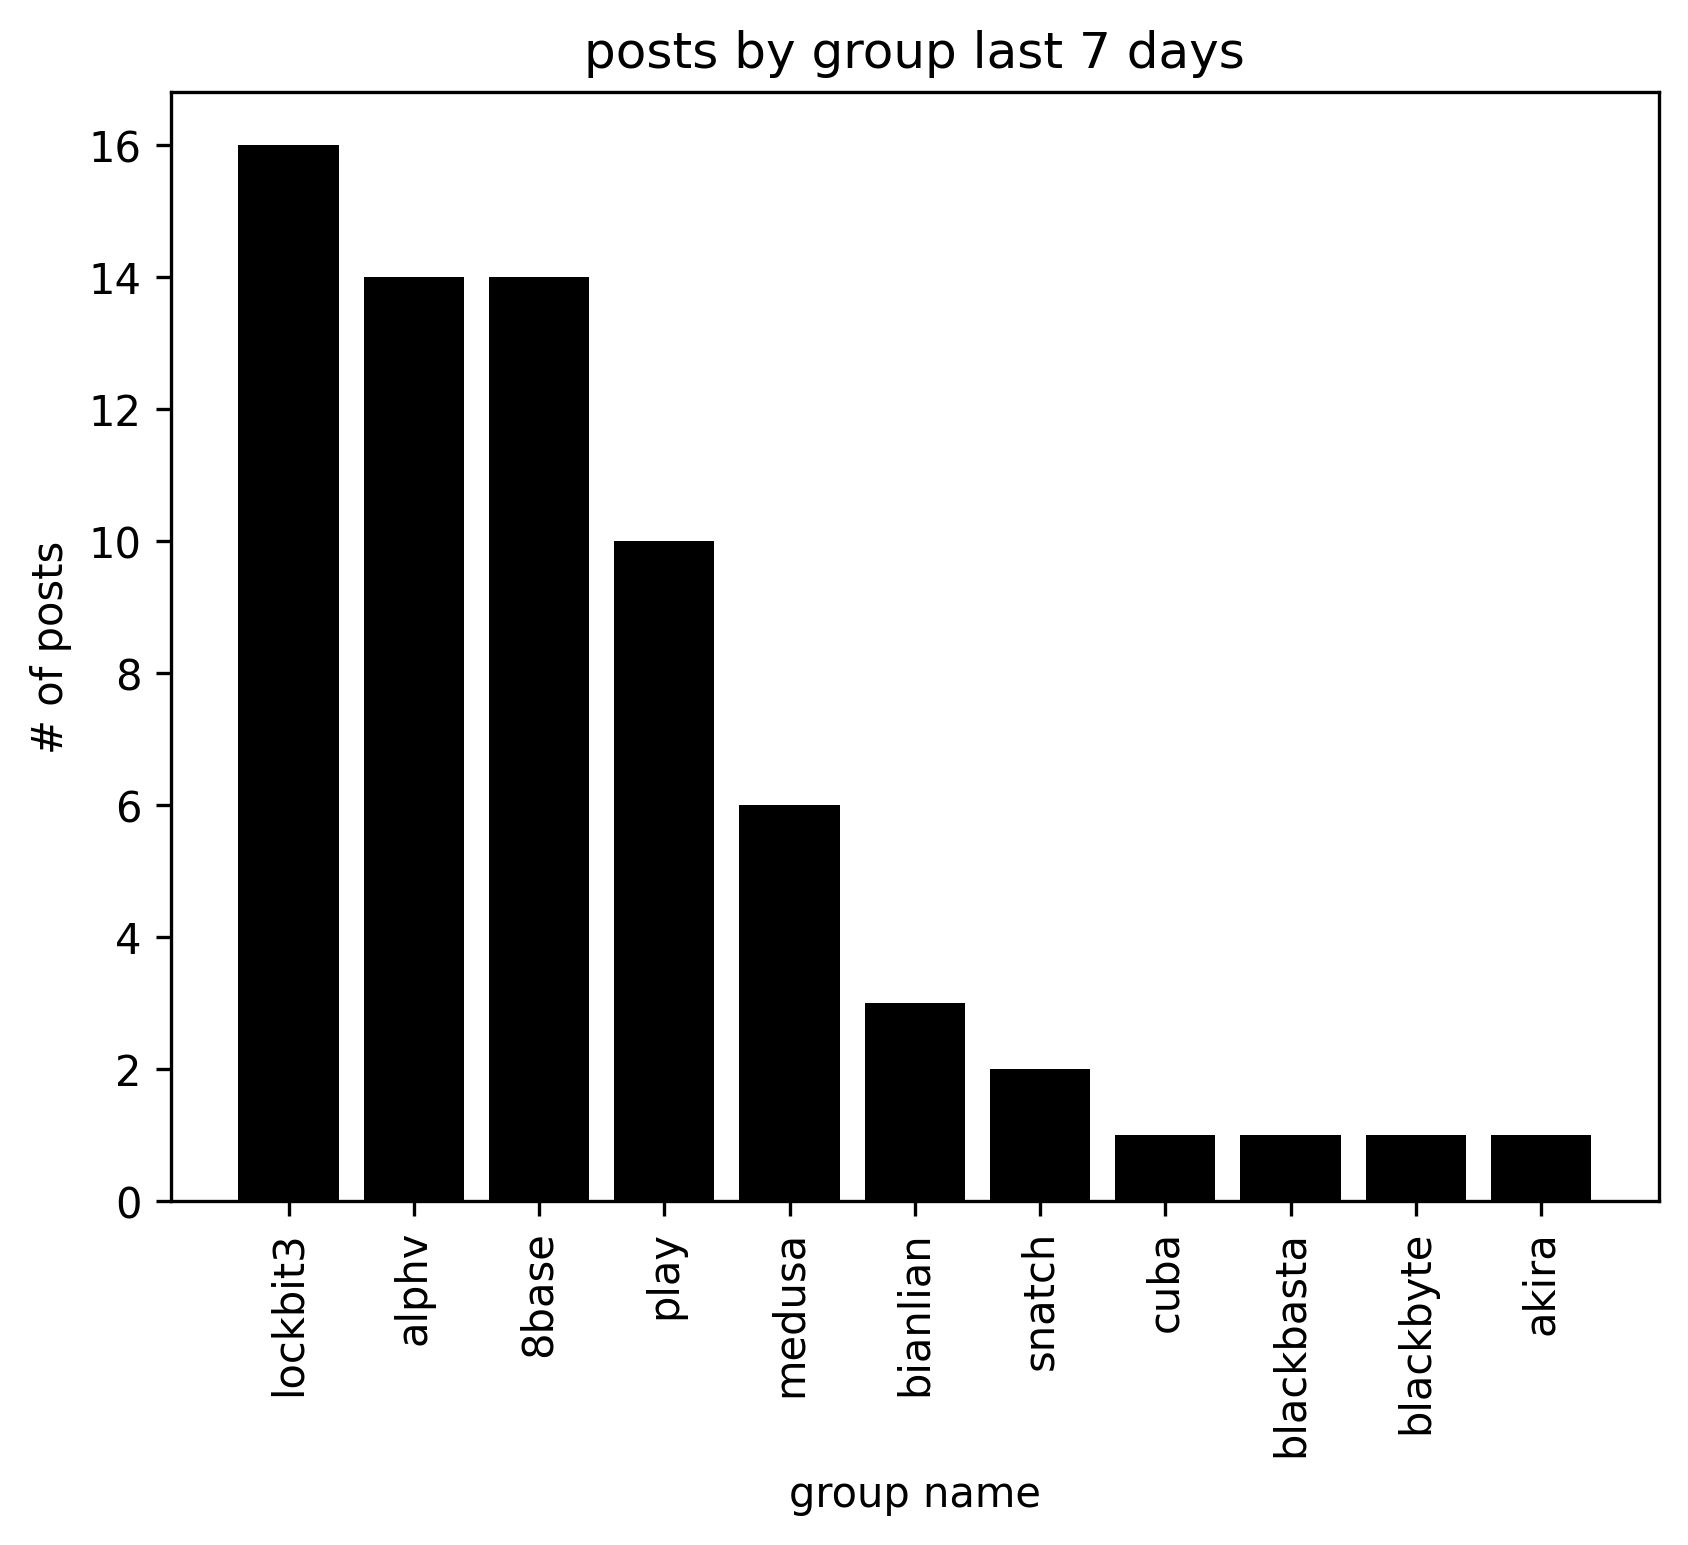 posts by group last 7 days
16
14
12
10
8
6
4
2
0
# of posts
lockbit3
alphv
8base
play
medusa
bianlian
snatch
cuba
blackbasta
blackbyte
akira
group name